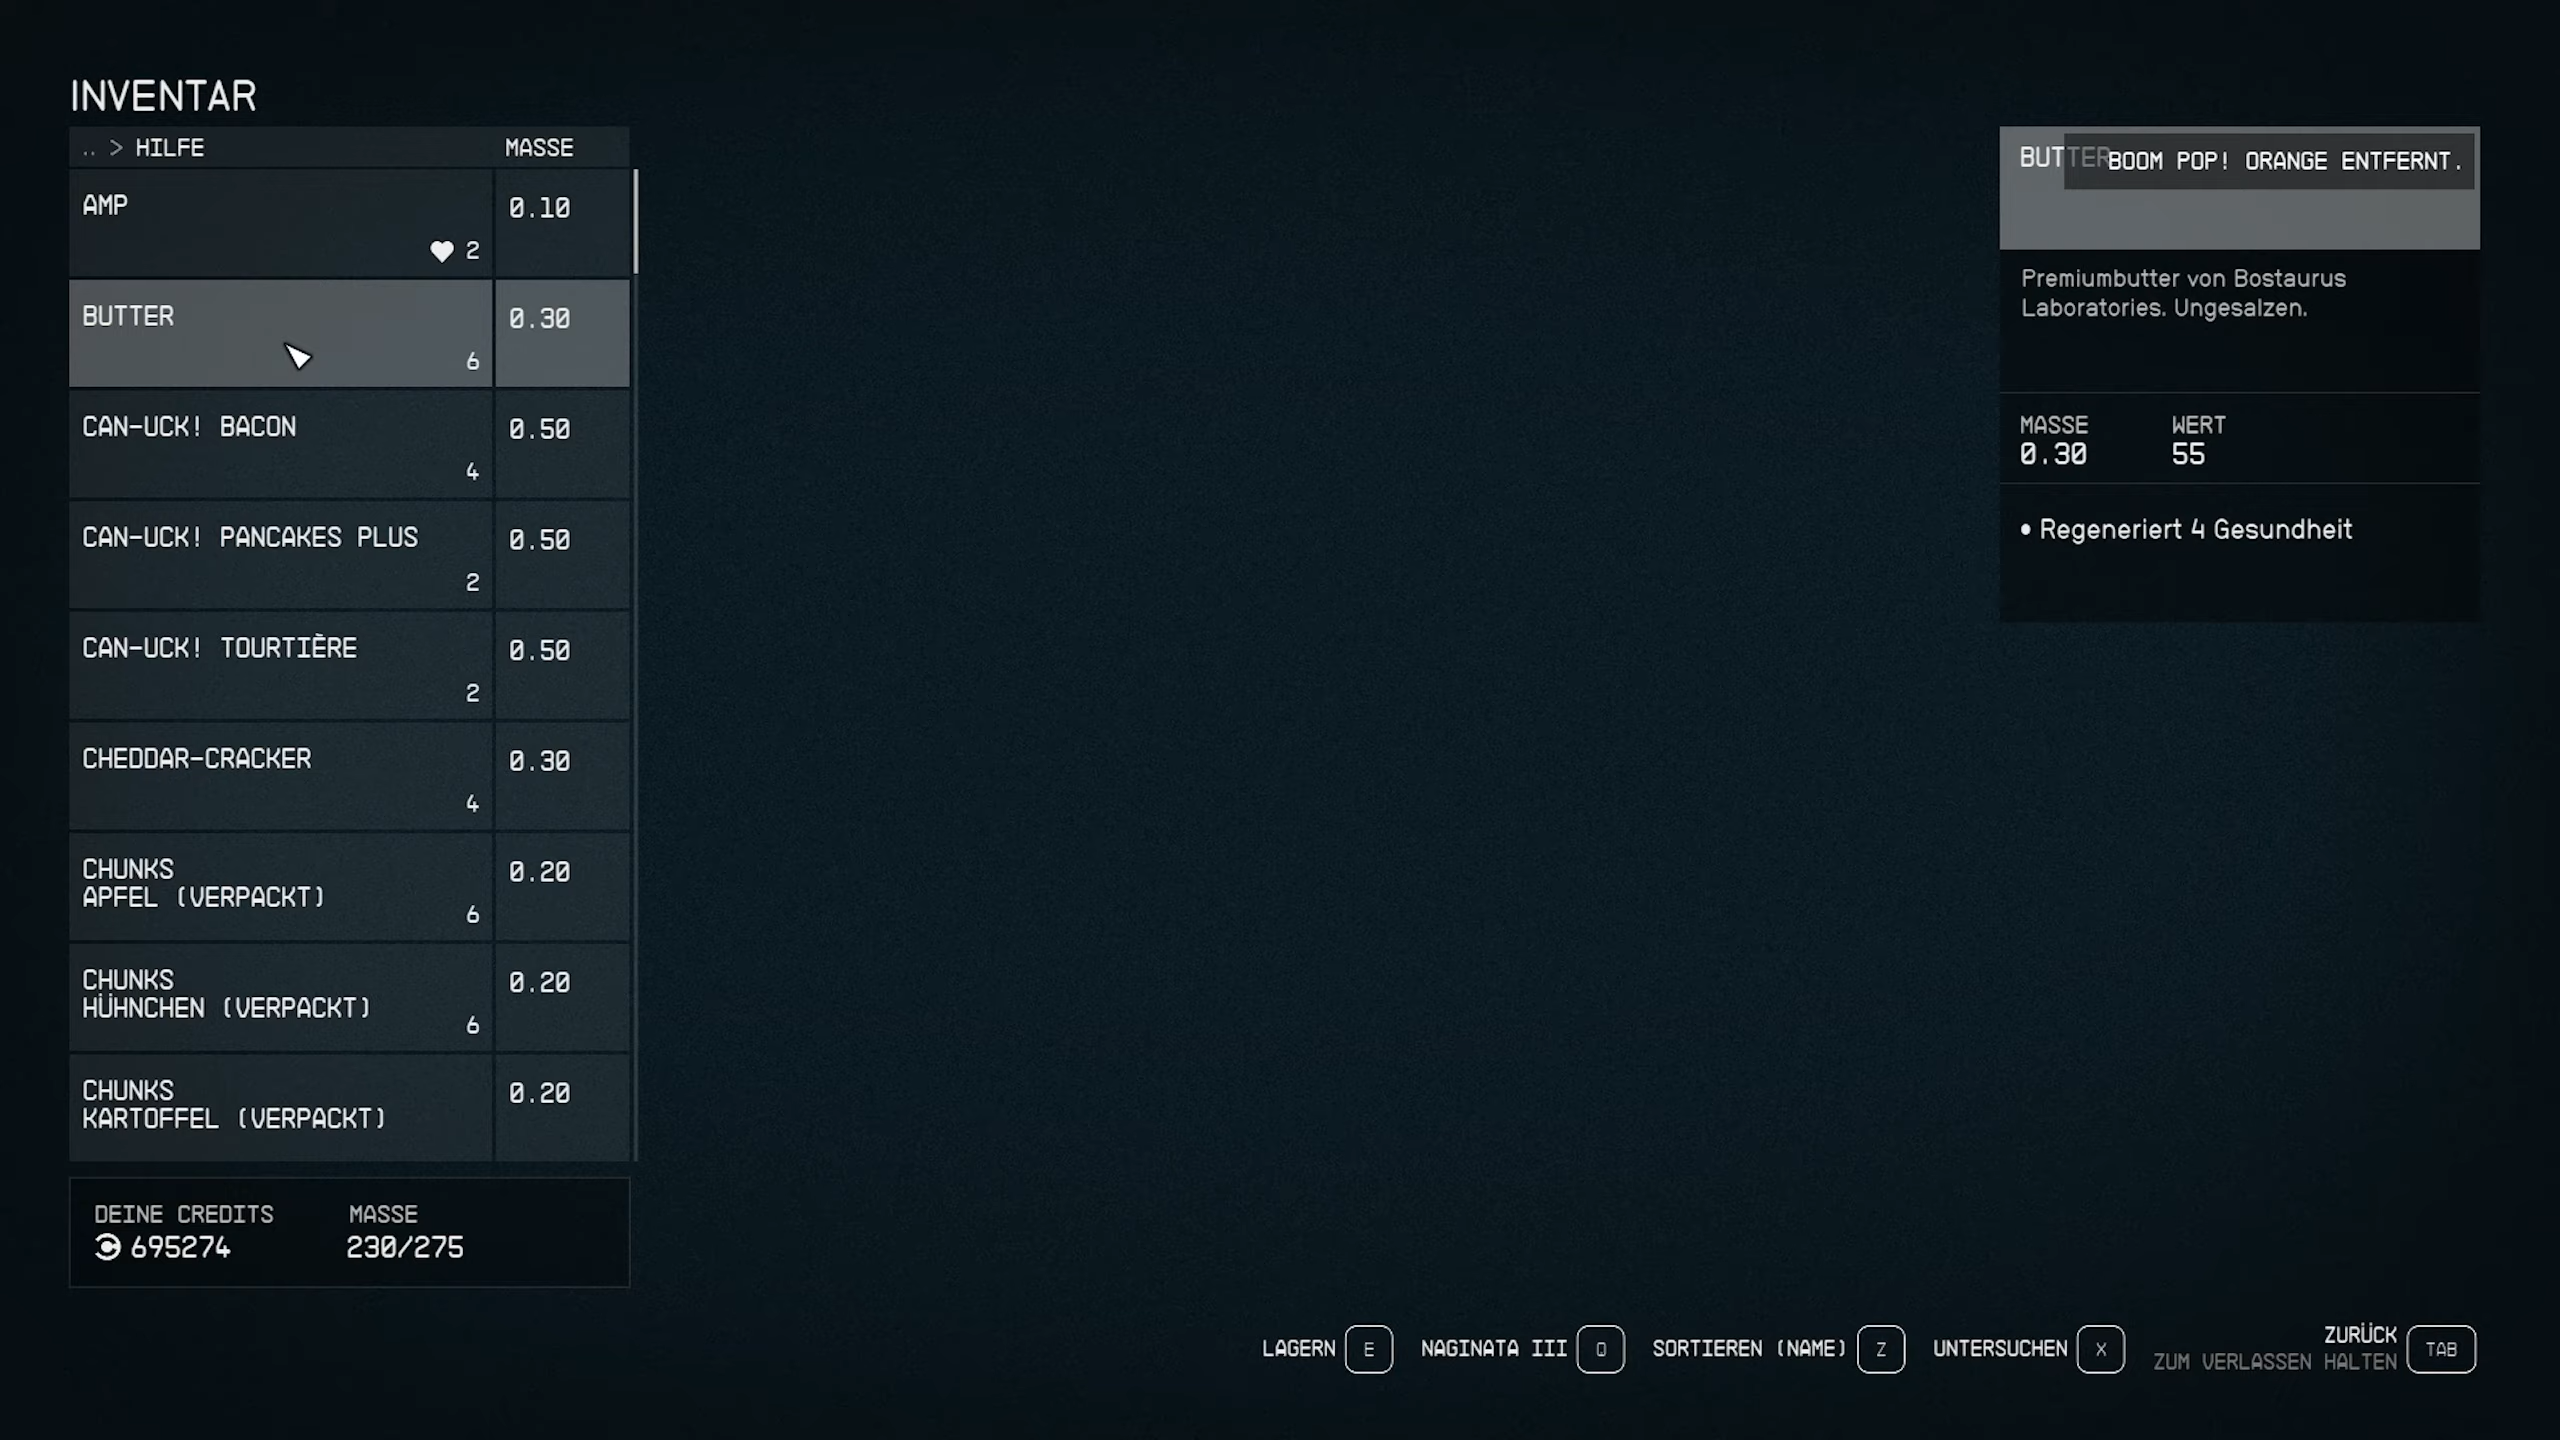 INVENTAR
.. > HILFE MASSE
AMP 0.10
2
BUTTER 0.30
6
CAN-UCK! BACON 0.50
4
CAN-UCK! PANCAKES PLUS 0.50
2
CAN-UCK! TOURTIÈRE 0.50
2
CHEDDAR-CRACKER 0.30
4
CHUNKS 0.20
APFEL (VERPACKT)
6
CHUNKS 0.20
HÜHNCHEN (VERPACKT)
6
CHUNKS 0.20
KARTOFFEL (VERPACKT)
DEINE CREDITS MASSE
695274 230/275
BUTTER
BOOM POP! ORANGE ENTFERNT.
Premiumbutter von Bostaurus
Laboratories. Ungesalzen.
MASSE WERT
0.30 55
• Regeneriert 4 Gesundheit
LAGERN E NAGINATA III Q SORTIEREN (NAME) Z UNTERSUCHEN X ZURÜCK TAB
ZUM VERLASSEN HALTEN